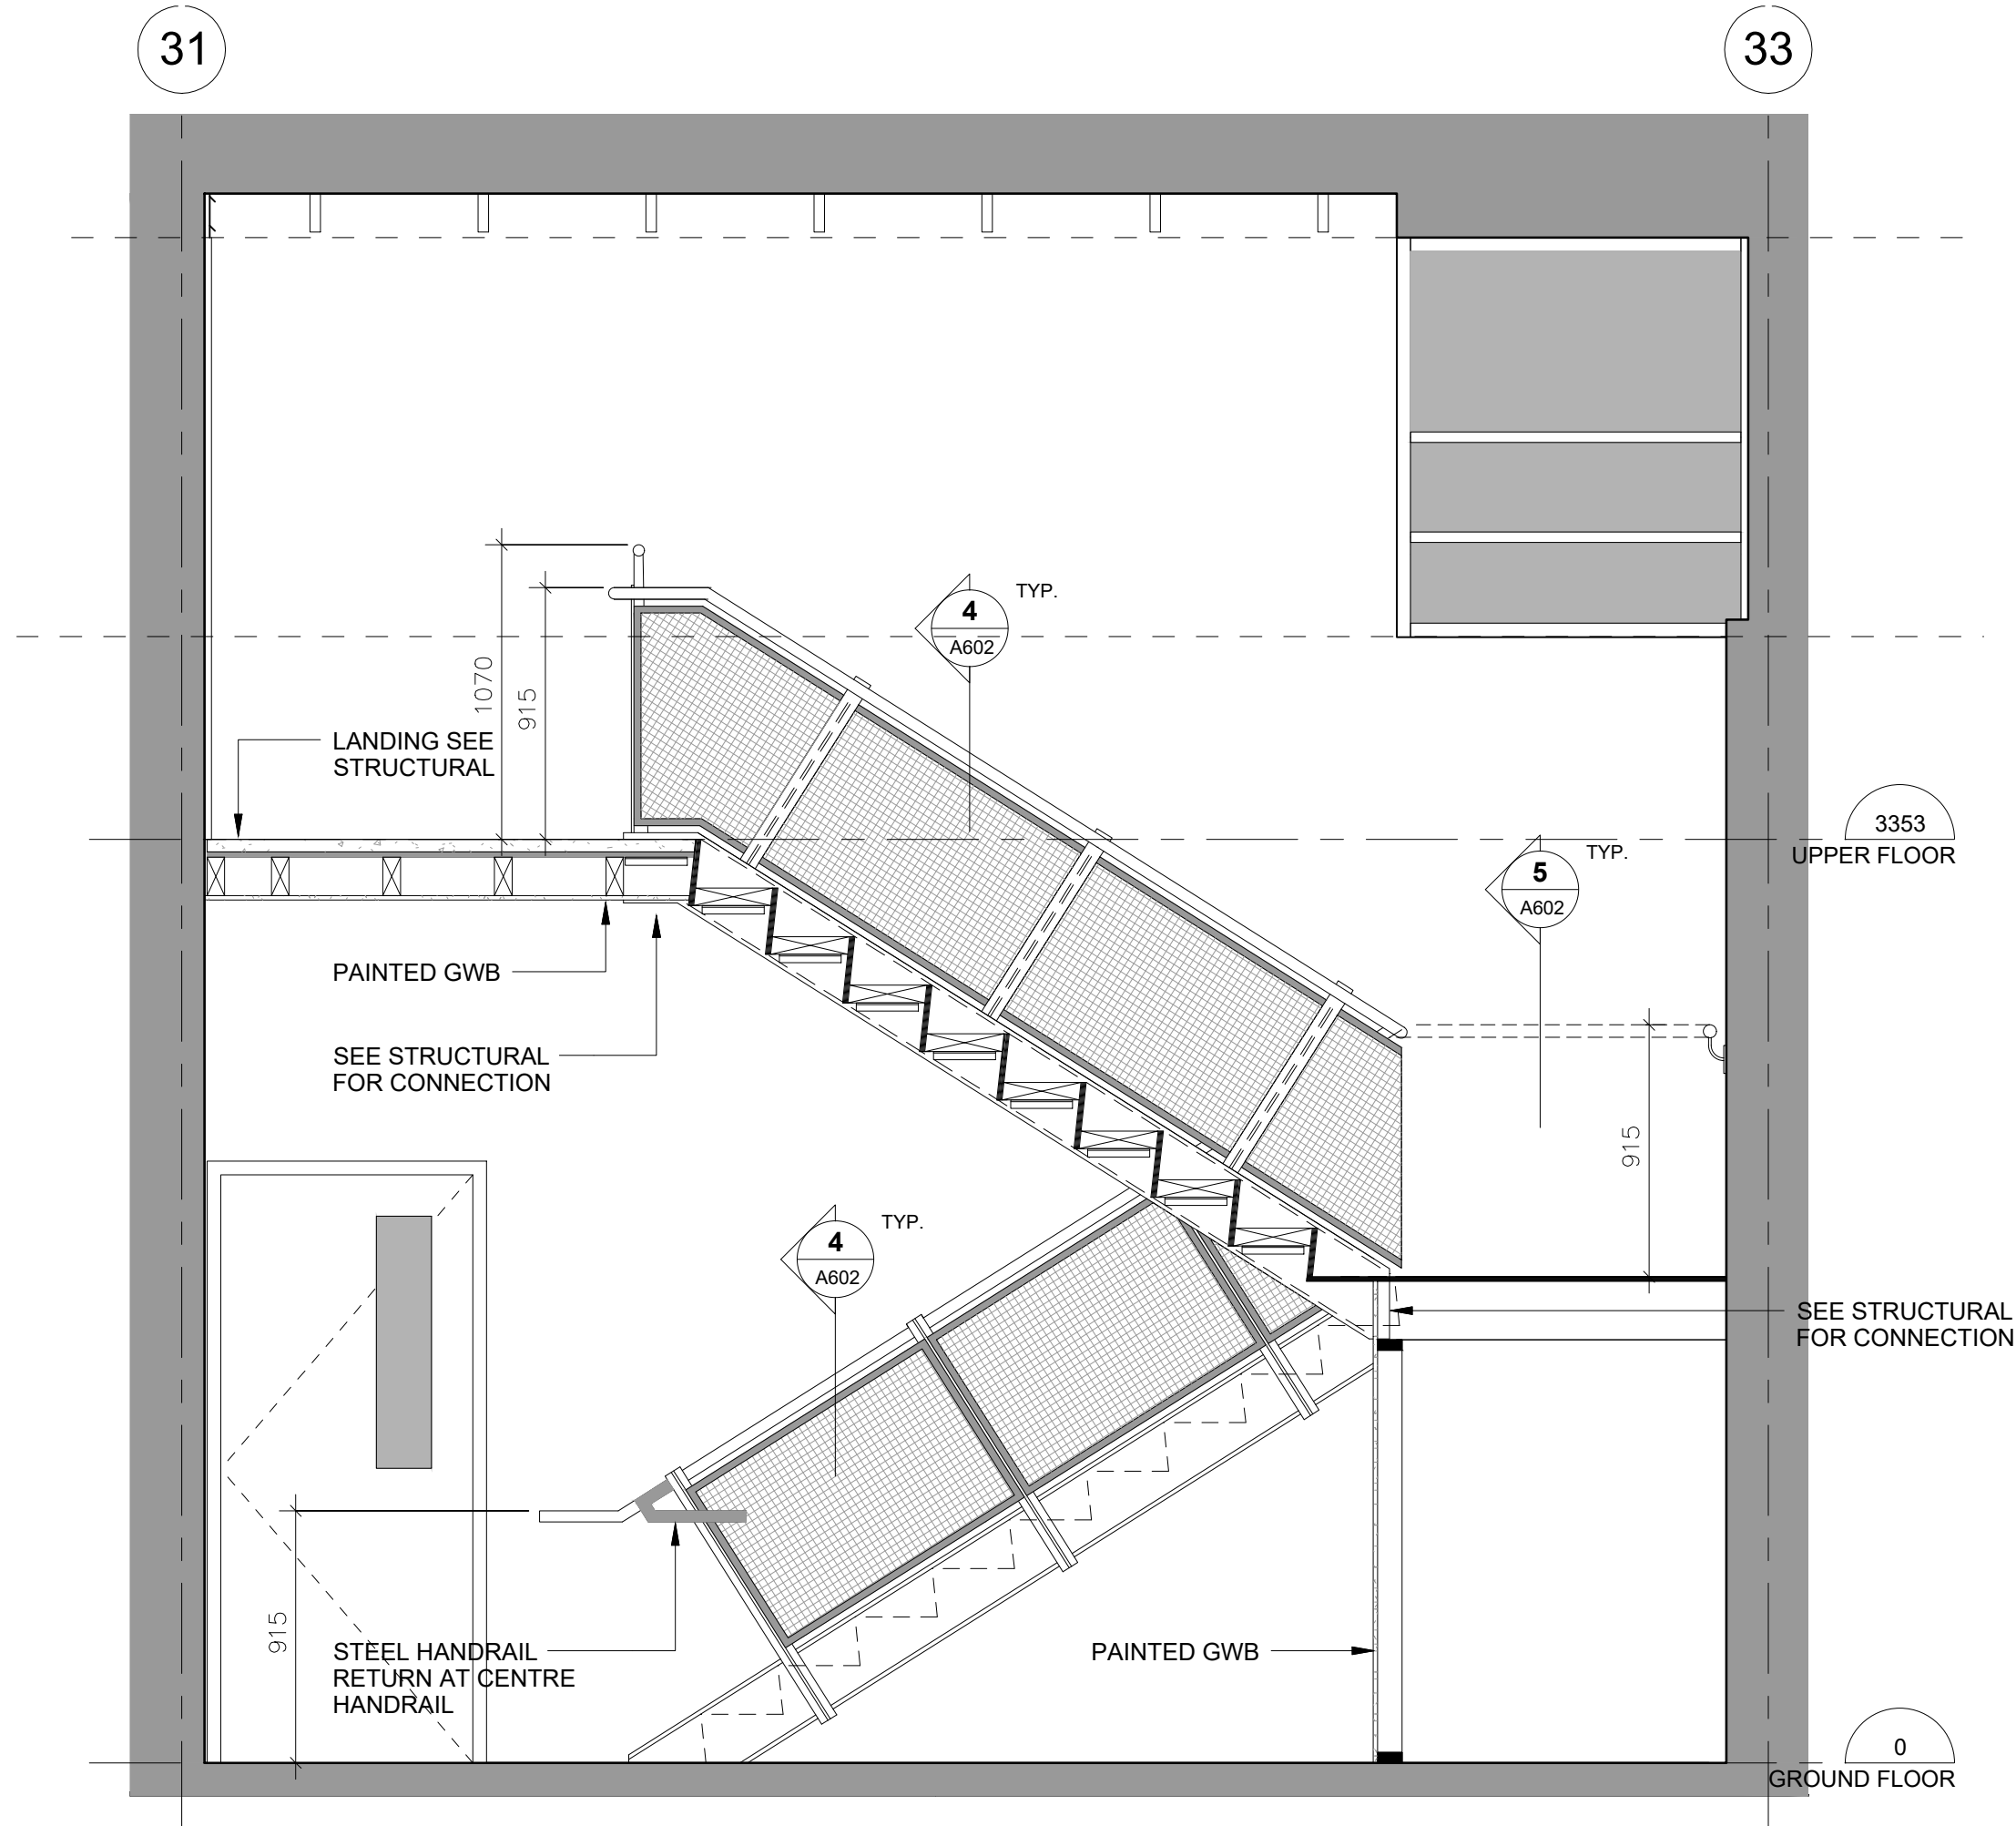 31
33
4
TYP.
A602
1070
915
LANDING SEE
STRUCTURAL
3353
UPPER FLOOR
5
TYP.
A602
PAINTED GWB
SEE STRUCTURAL
FOR CONNECTION
915
4
TYP.
A602
SEE STRUCTURAL
FOR CONNECTION
915
STEEL HANDRAIL
RETURN AT CENTRE
HANDRAIL
PAINTED GWB
0
GROUND FLOOR